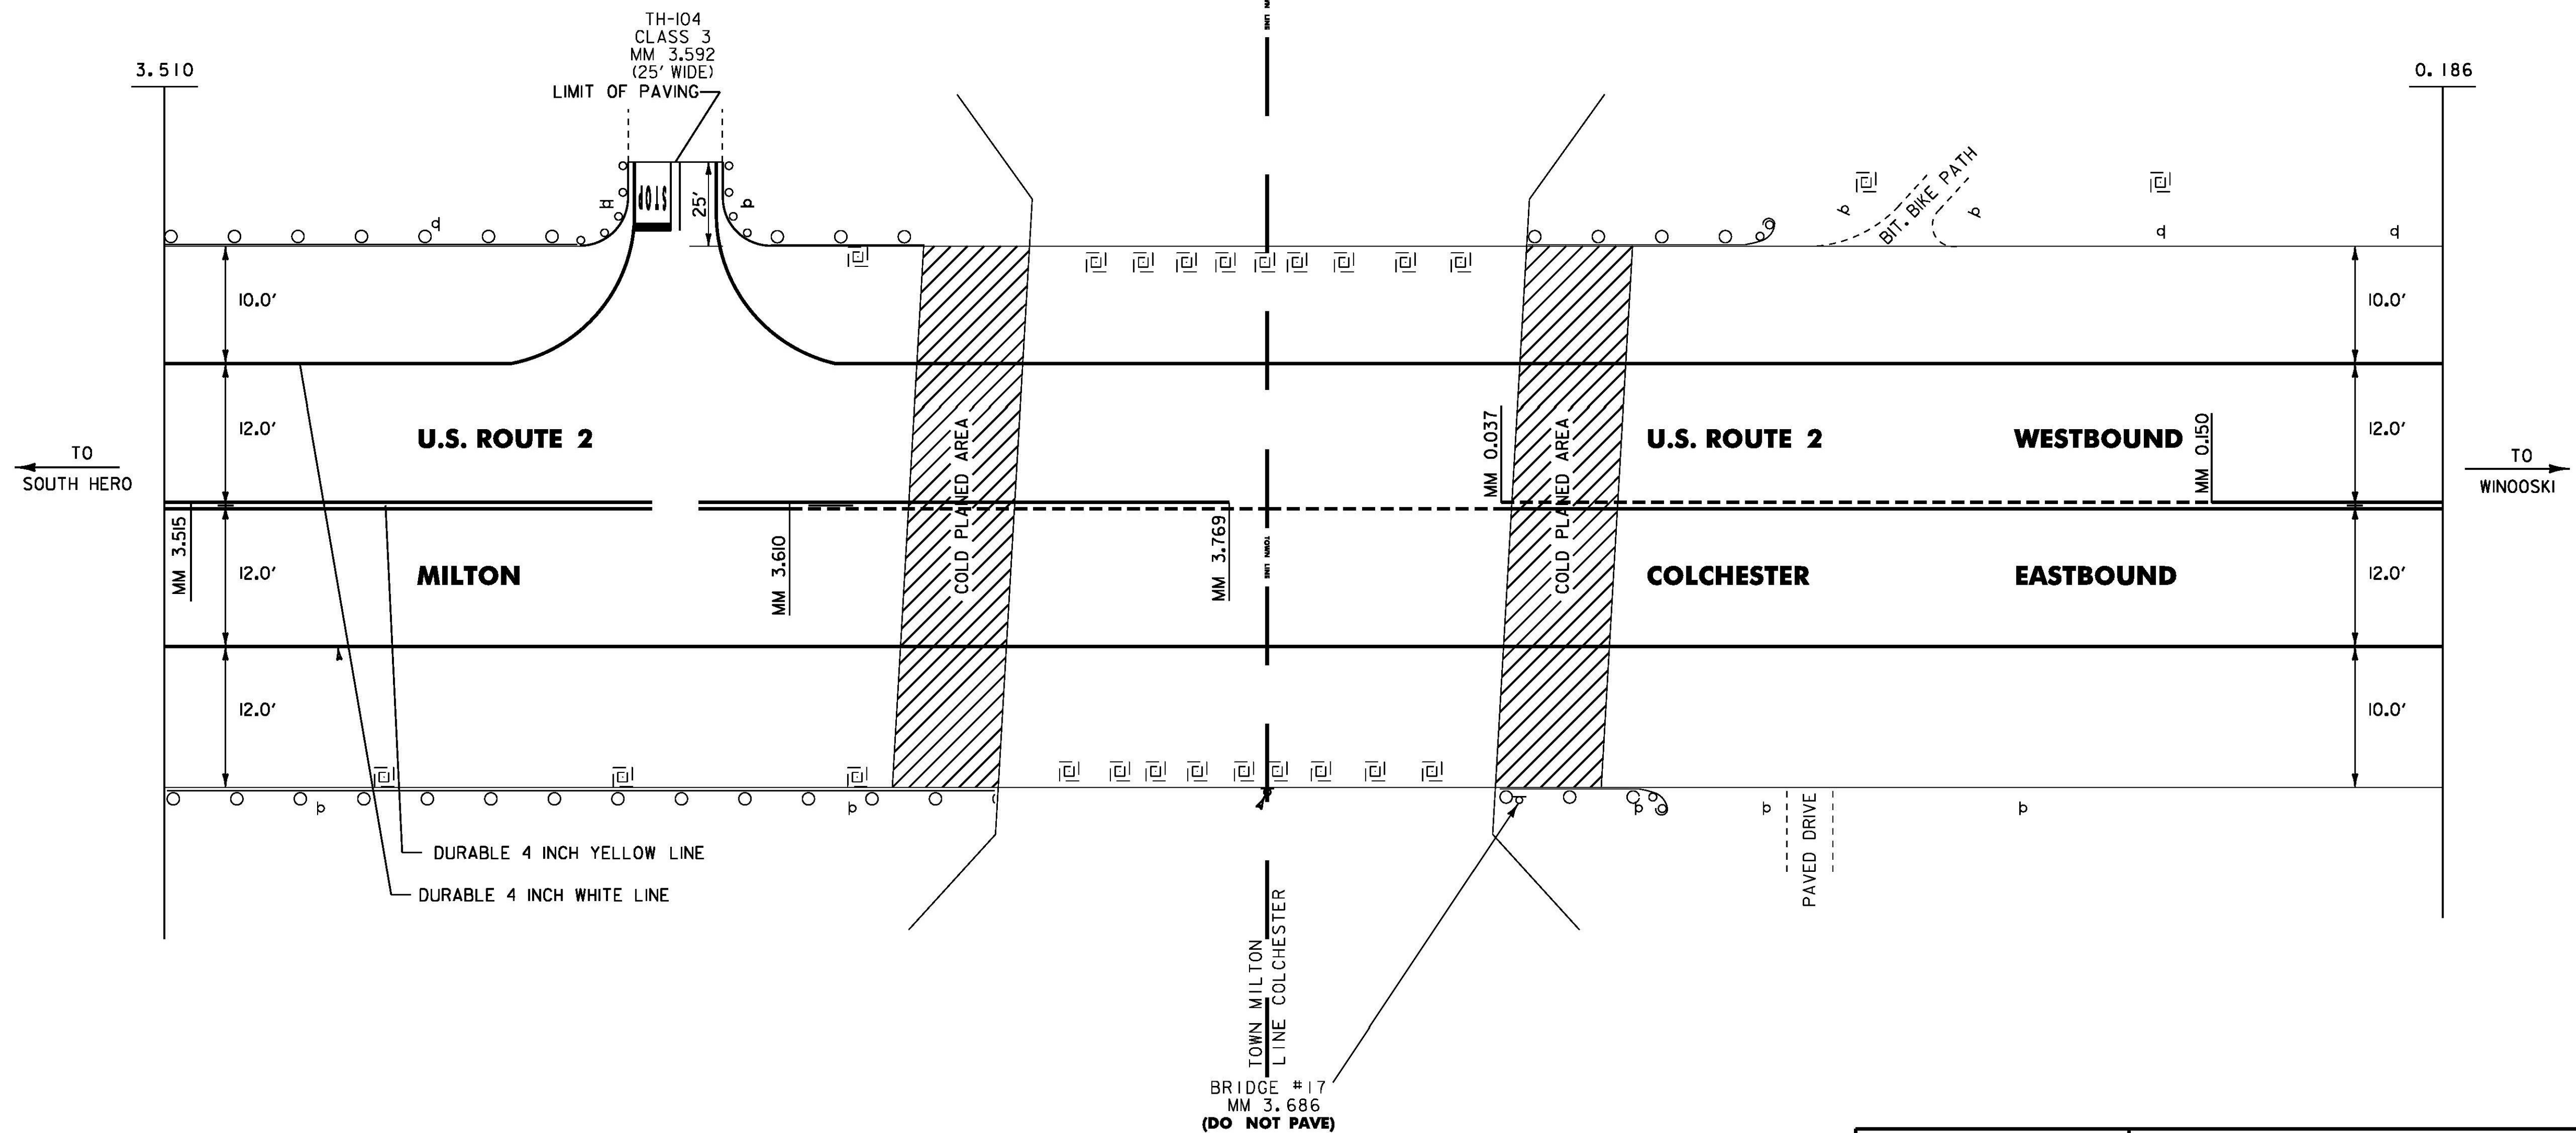 TH-104
CLASS 3
MM 3.592
(25' WIDE)
LIMIT OF PAVING
3.510
0.186
STOP
25'
BIT. BIKE PATH
10.0'
10.0'
12.0'
12.0'
U.S. ROUTE 2
COLD PLANED AREA
MM 0.037
COLD PLANED AREA
U.S. ROUTE 2
WESTBOUND
MM 0.150
TO
SOUTH HERO
TO
WINOOSKI
MM 3.515
12.0'
MILTON
MM 3.610
MM 3.769
TOWN LINE
COLCHESTER
EASTBOUND
12.0'
12.0'
10.0'
DURABLE 4 INCH YELLOW LINE
DURABLE 4 INCH WHITE LINE
PAVED DRIVE
TOWN MILTON
LINE COLCHESTER
BRIDGE #17
MM 3.686
(DO NOT PAVE)